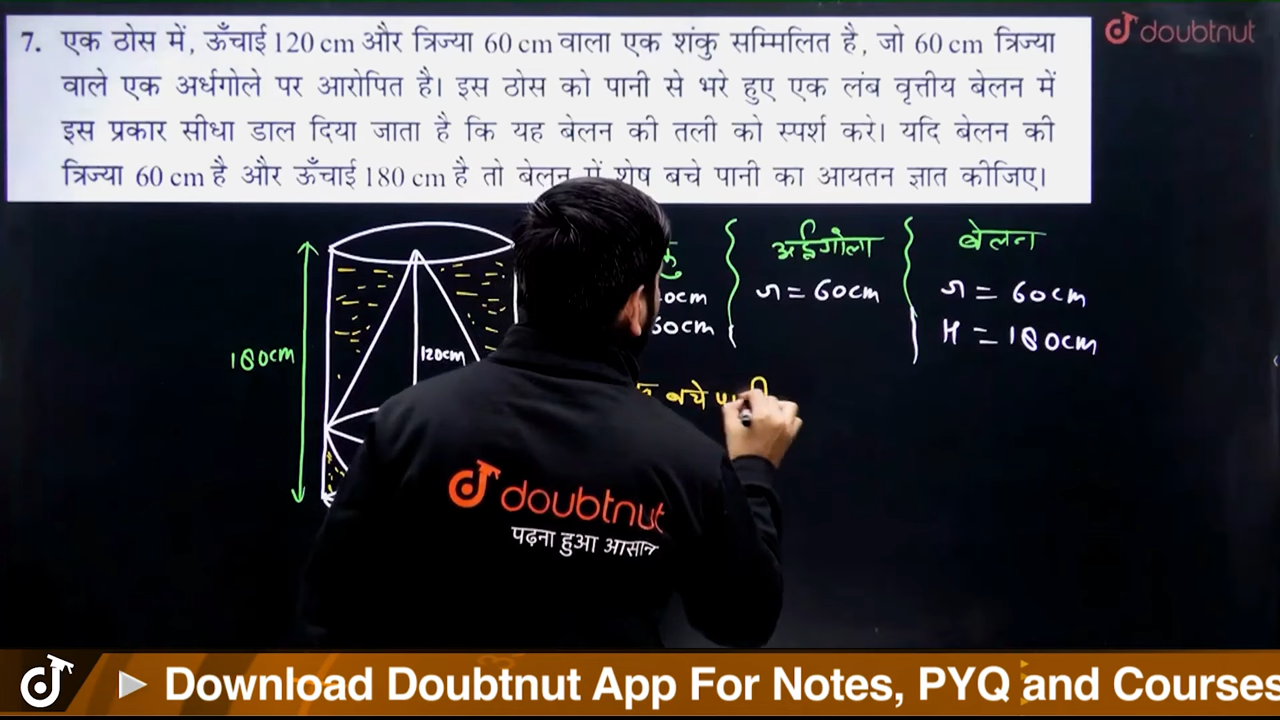 7. एक ठोस में, ऊँचाई 120 cm और त्रिज्या 60 cm वाला एक शंकु सम्मिलित है, जो 60 cm त्रिज्या
वाले एक अर्धगोले पर आरोपित है। इस ठोस को पानी से भरे हुए एक लंब वृत्तीय बेलन में
इस प्रकार सीधा डाल दिया जाता है कि यह बेलन की तली को स्पर्श करे। यदि बेलन की
त्रिज्या 60 cm है और ऊँचाई 180 cm है तो बेलन में शेष बचे पानी का आयतन ज्ञात कीजिए।
doubtnut
अर्द्धगोला
बेलन
r = 60cm
r = 60cm
H = 180cm
180cm
120cm
बचे
doubtnut
पढ़ना हुआ आसान
Download Doubtnut App For Notes, PYQ and Courses